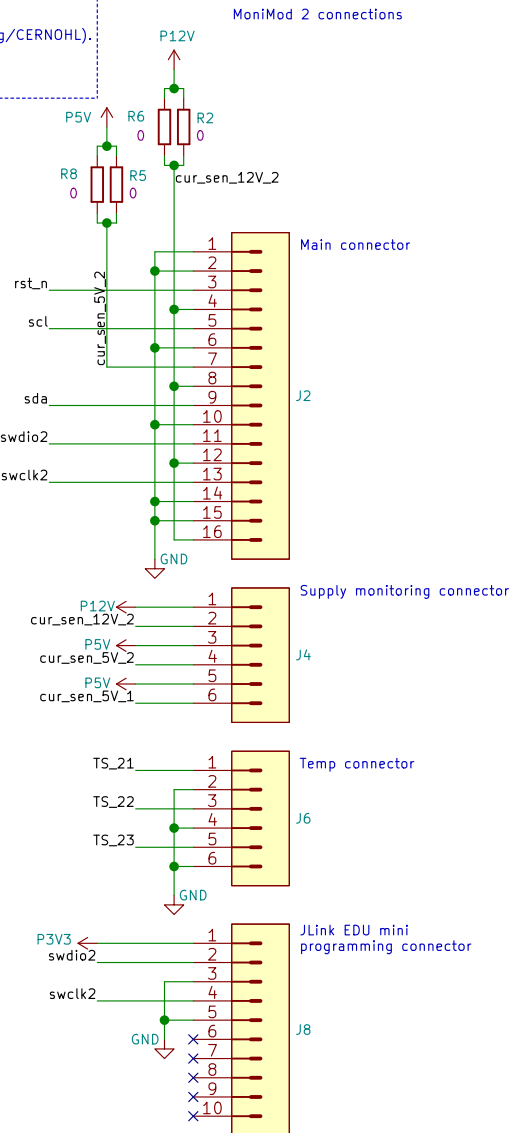 MoniMod 2 connections
g/CERNOHL).
P12V
P5V
R6
0
R2
0
R8
0
R5
0
cur_sen_12V_2
cur_sen_5V_2
Main connector
J2
1
2
rst_n 3
4
scl 5
6
7
8
sda 9
10
swdio2 11
12
swclk2 13
14
15
16
GND
Supply monitoring connector
J4
P12V 1
cur_sen_12V_2 2
P5V 3
cur_sen_5V_2 4
P5V 5
cur_sen_5V_1 6
Temp connector
J6
TS_21 1
2
TS_22 3
4
TS_23 5
6
GND
JLink EDU mini
programming connector
J8
P3V3 1
swdio2 2
3
swclk2 4
5
GND
6
7
8
9
10